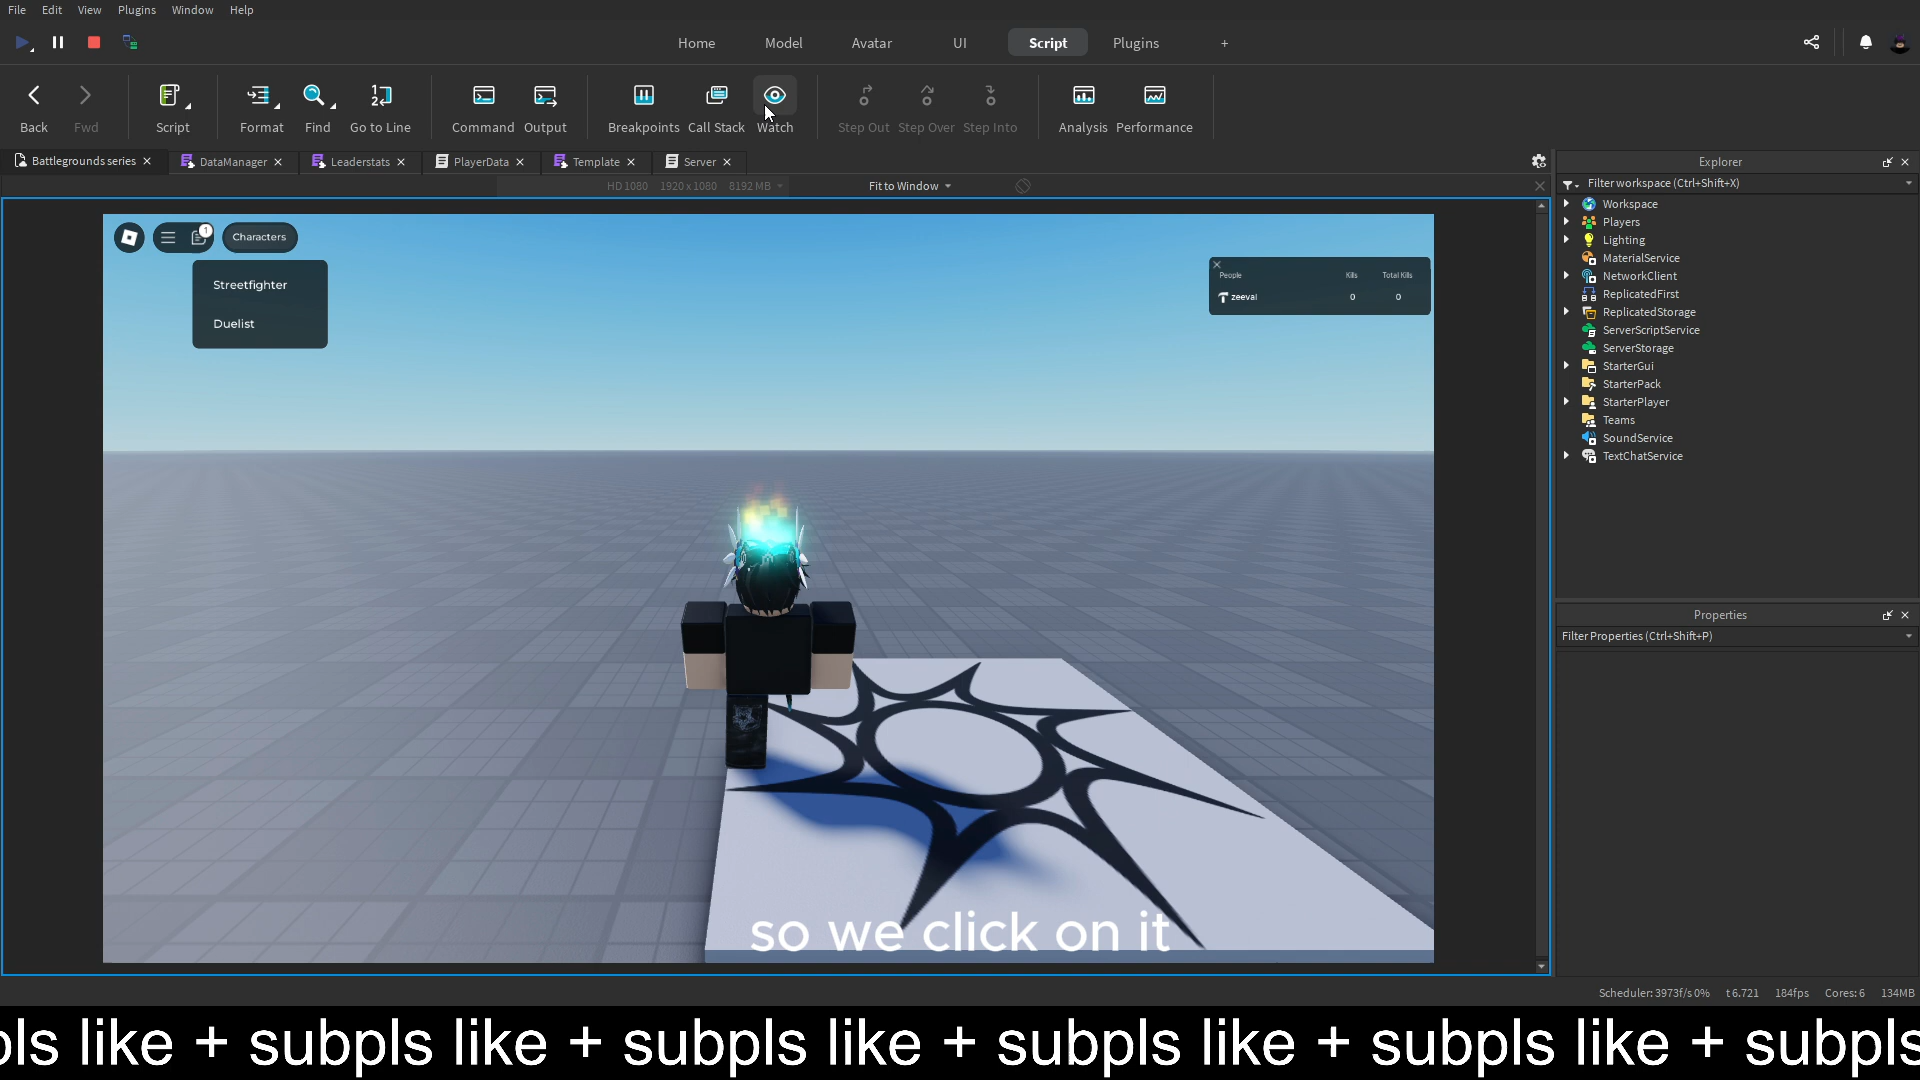 File Edit View Plugins Window Help
Home Model Avatar UI Script Plugins +
Back Fwd Script Format Find Go to Line Command Output Breakpoints Call Stack Watch Step Out Step Over Step Into Analysis Performance
Battlegrounds series DataManager Leaderstats PlayerData Template Server
HD 1080 1920 x 1080 8192 MB Fit to Window
1
Characters
Streetfighter
Duelist
People Kills Total Kills
zeeval 0 0
so we click on it
Explorer
Filter workspace (Ctrl+Shift+X)
Workspace
Players
Lighting
MaterialService
NetworkClient
ReplicatedFirst
ReplicatedStorage
ServerScriptService
ServerStorage
StarterGui
StarterPack
StarterPlayer
Teams
SoundService
TextChatService
Properties
Filter Properties (Ctrl+Shift+P)
Scheduler: 3973f/s 0% t 6.721 184fps Cores: 6 134MB
pls like + subpls like + subpls like + subpls like + subpls like + subpls